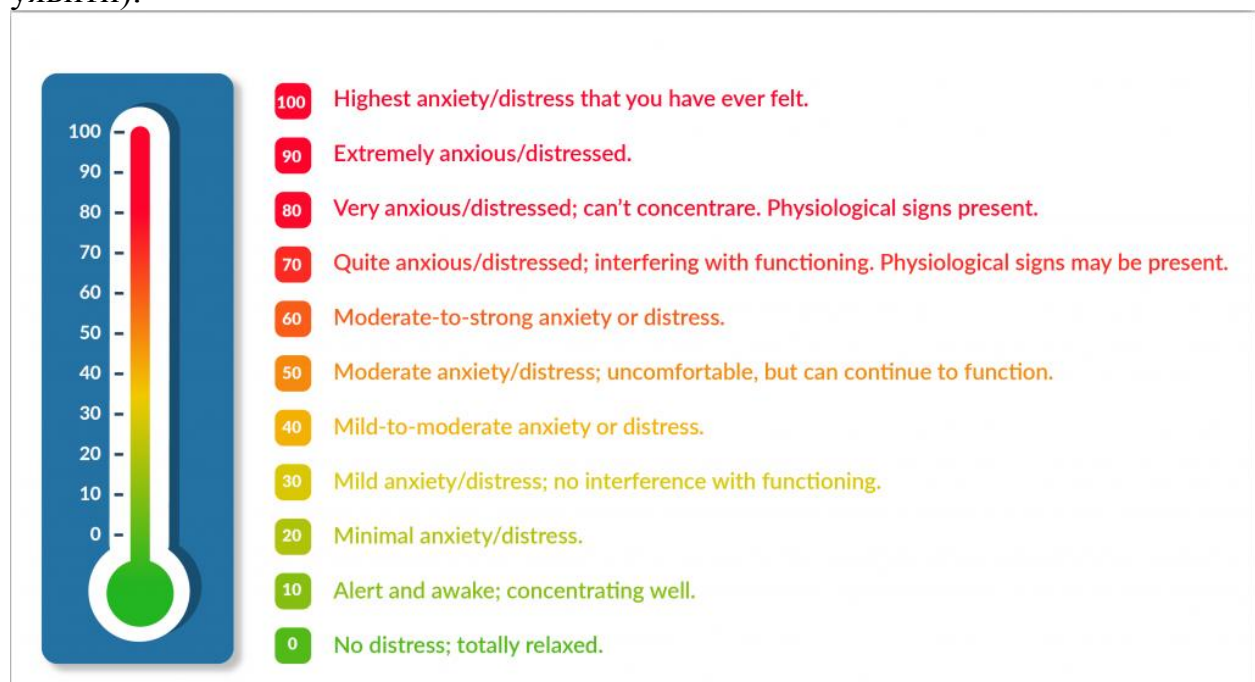 уявити).
100 Highest anxiety/distress that you have ever felt.
90 Extremely anxious/distressed.
80 Very anxious/distressed; can't concentrare. Physiological signs present.
70 Quite anxious/distressed; interfering with functioning. Physiological signs may be present.
60 Moderate-to-strong anxiety or distress.
50 Moderate anxiety/distress; uncomfortable, but can continue to function.
40 Mild-to-moderate anxiety or distress.
30 Mild anxiety/distress; no interference with functioning.
20 Minimal anxiety/distress.
10 Alert and awake; concentrating well.
0 No distress; totally relaxed.
100
90
80
70
60
50
40
30
20
10
0